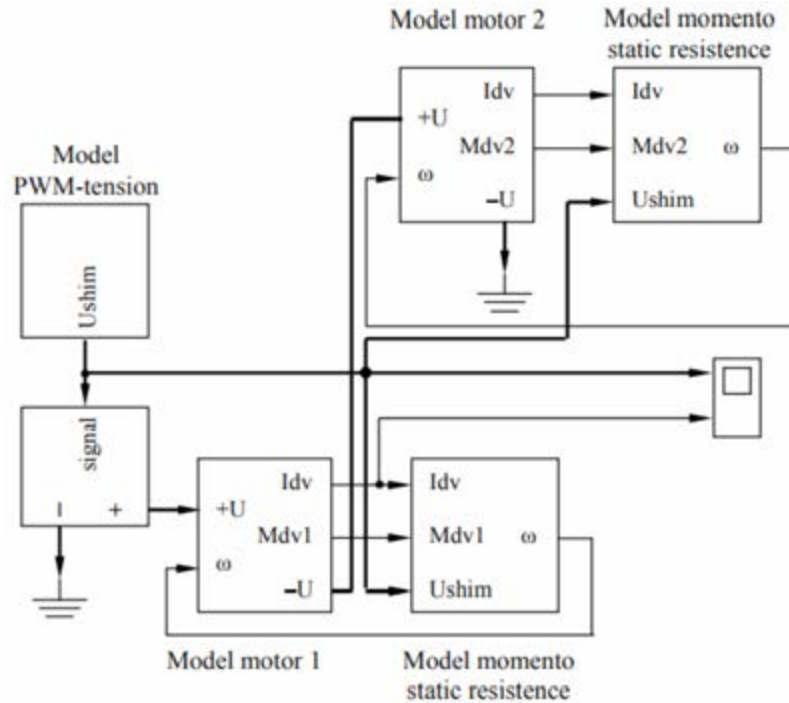 Model motor 2
Model momento
static resistence
Idv
+U
Mdv2
ω
–U
Idv
Mdv2
ω
Ushim
Model
PWM-tension
Ushim
signal
–
+
Idv
+U
Mdv1
ω
–U
Idv
Mdv1
ω
Ushim
Model motor 1
Model momento
static resistence